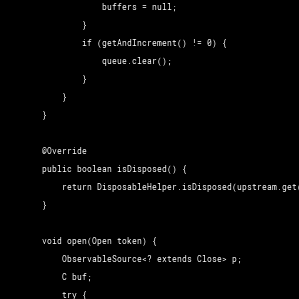 buffers = null;
}
if (getAndIncrement() != 0) {
queue.clear();
}
}
}
@Override
public boolean isDisposed() {
return DisposableHelper.isDisposed(upstream.get(
}
void open(Open token) {
ObservableSource<? extends Close> p;
C buf;
try {